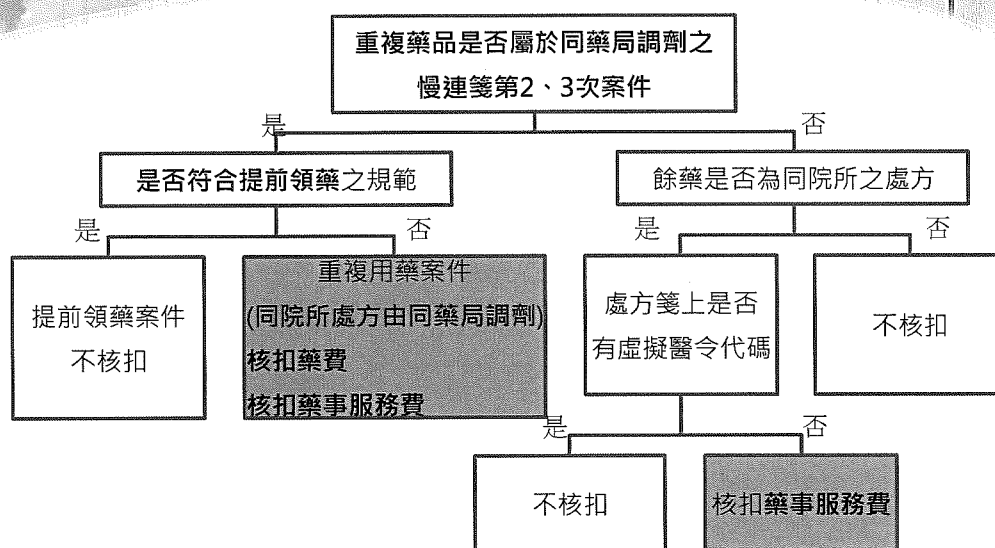 重複藥品是否屬於同藥局調劑之
慢連箋第2、3次案件
是
否
是否符合提前領藥之規範
餘藥是否為同院所之處方
是
否
是
否
提前領藥案件
不核扣
重複用藥案件
(同院所處方由同藥局調劑)
核扣藥費
核扣藥事服務費
處方箋上是否
有虛擬醫令代碼
不核扣
是
否
不核扣
核扣藥事服務費